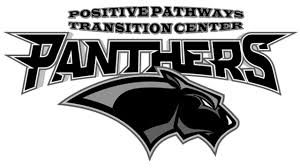 POSITIVE PATHWAYS
TRANSITION CENTER
PANTHERS